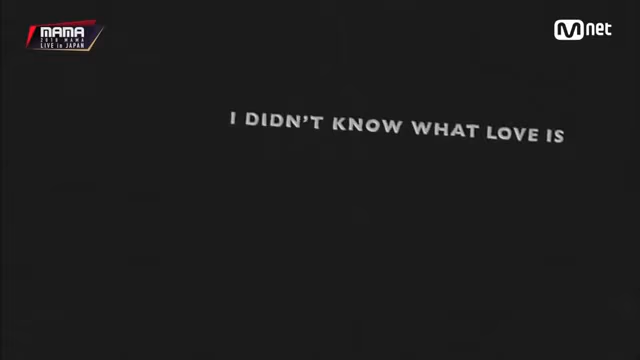 MAMA
2018 MAMA
LIVE in JAPAN
Mnet
I DIDN'T KNOW WHAT LOVE IS